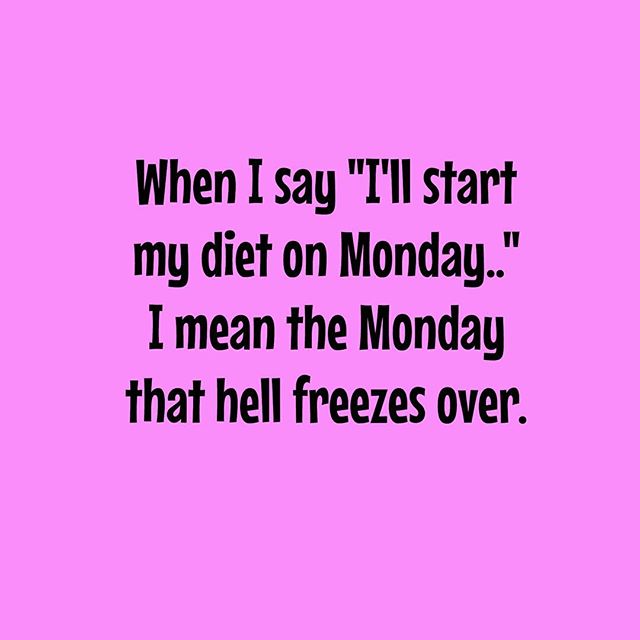 When I say "I'll start
my diet on Monday.."
I mean the Monday
that hell freezes over.